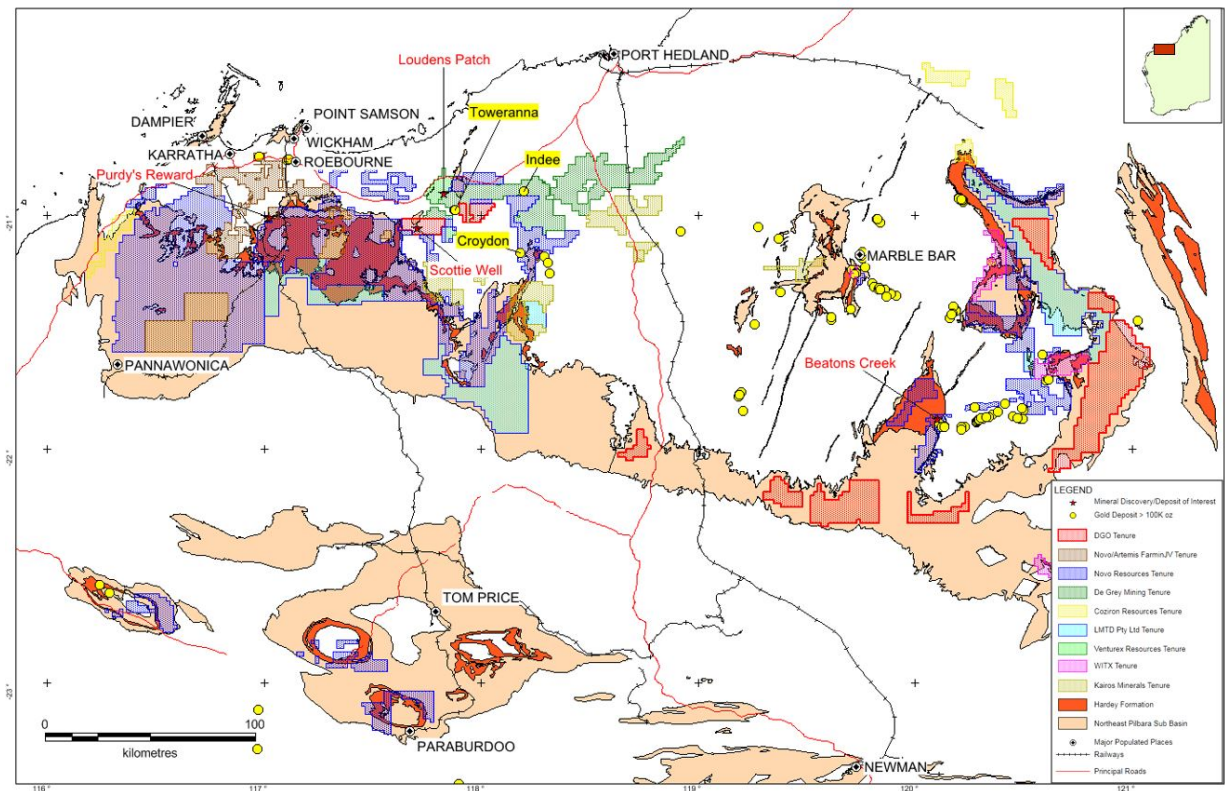 PORT HEDLAND
Loudens Patch
POINT SAMSON
Toweranna
DAMPIER
WICKHAM
KARRATHA
ROEBOURNE
Indee
Purdy's Reward
-21°
Croydon
MARBLE BAR
Scottie Well
PANNAWONICA
Beatons Creek
-22°
TOM PRICE
-23°
0
100
kilometres
PARABURDOO
NEWMAN
116°
117°
118°
119°
120°
121°
LEGEND
Mineral Discovery/Deposit of Interest
Gold Deposit > 100K oz
DGO Tenure
Novo/Artemis FarminJV Tenure
Novo Resources Tenure
De Grey Mining Tenure
Coziron Resources Tenure
LMTD Pty Ltd Tenure
Venturex Resources Tenure
WITX Tenure
Kairos Minerals Tenure
Hardey Formation
Northeast Pilbara Sub Basin
Major Populated Places
Railways
Principal Roads